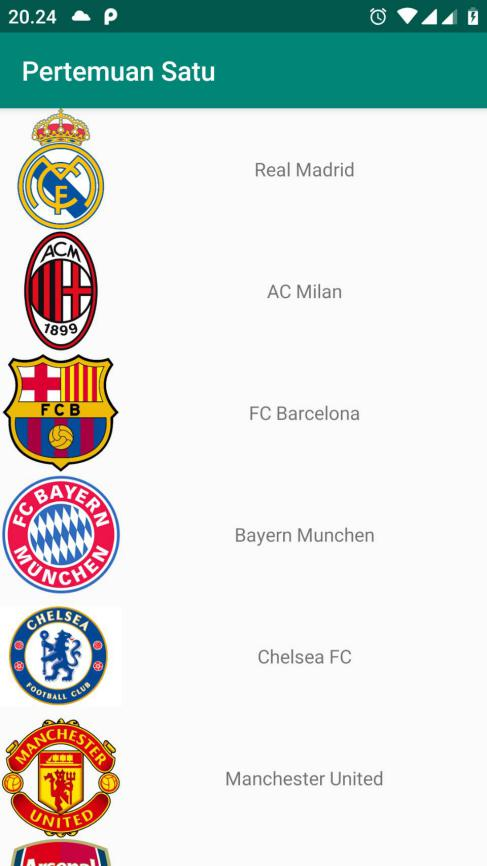 20.24
Pertemuan Satu
Real Madrid
ACM
1899
AC Milan
FCB
FC Barcelona
FC BAYERN
MÜNCHEN
Bayern Munchen
CHELSEA
FOOTBALL CLUB
Chelsea FC
MANCHESTER
UNITED
Manchester United
Arsenal